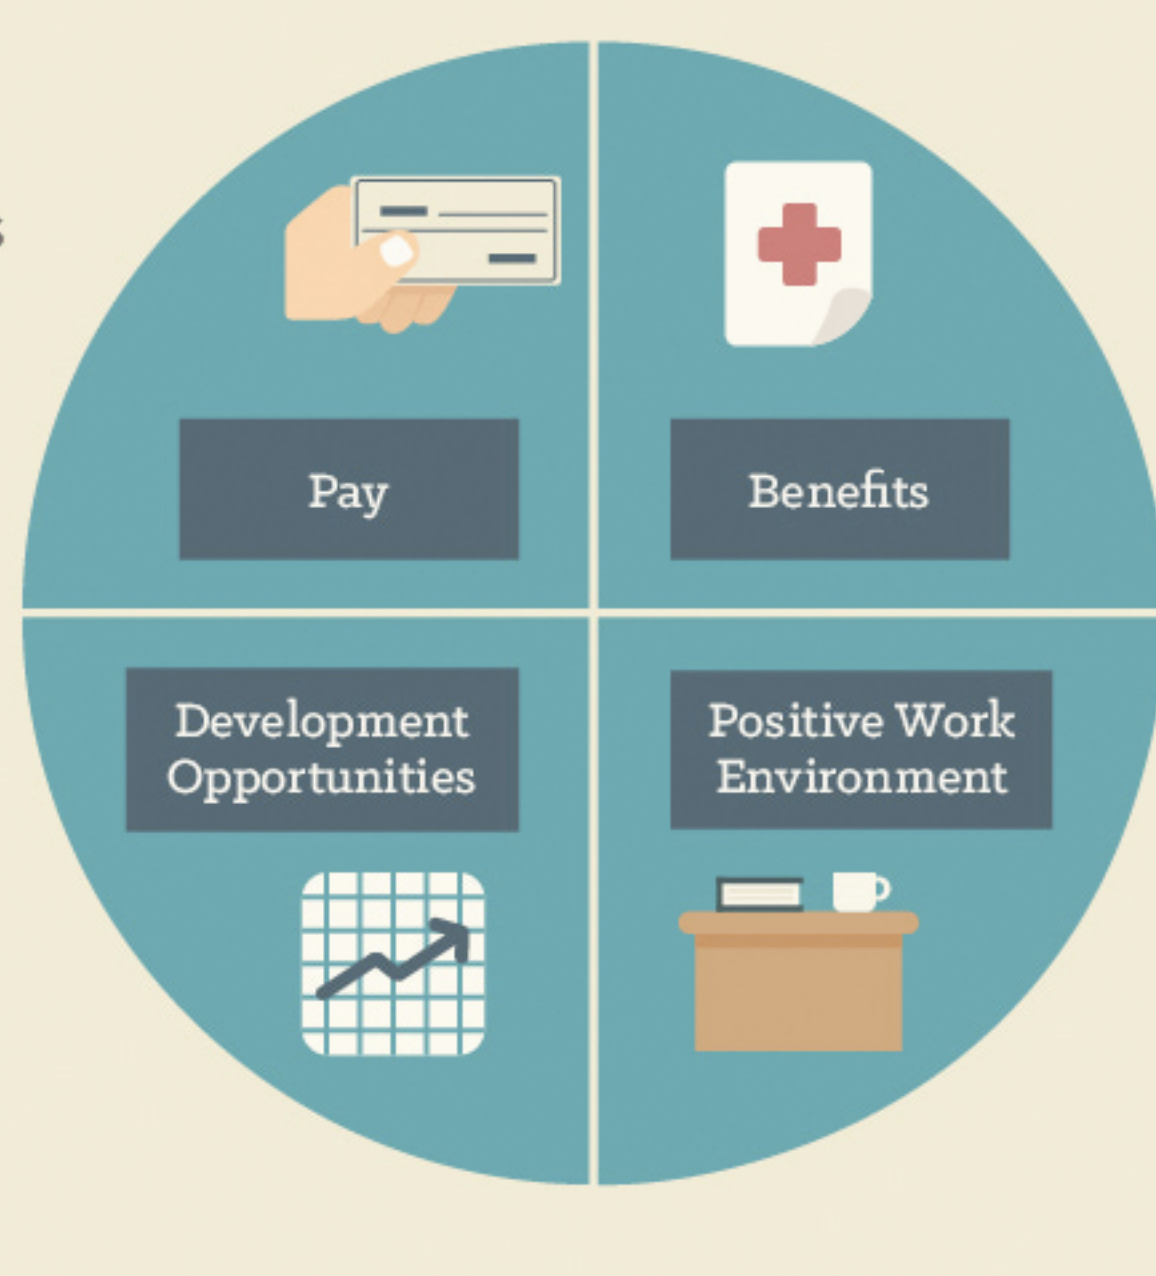 Pay
Benefits
Development
Opportunities
Positive Work
Environment